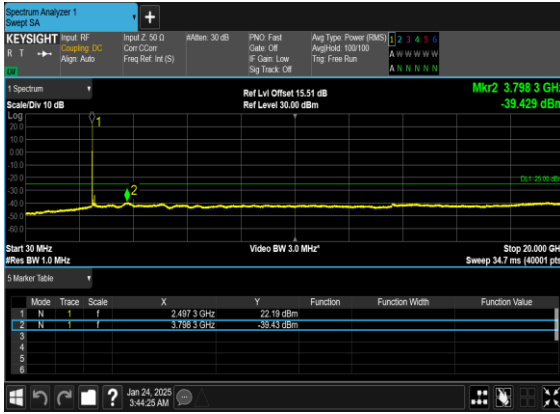 Spectrum Analyzer 1
Swept SA
+
KEYSIGHT Input: RF Input Z: 50 Ω #Atten: 30 dB PNO: Fast Avg Type: Power (RMS) 1 2 3 4 5 6
R T Coupling: DC Corr CCorr Gate: Off Avg|Hold: 100/100 A W W W W W
Align: Auto Freq Ref: Int (S) IF Gain: Low Trig: Free Run
Sig Track: Off A N N N N N
1 Spectrum Ref Lvl Offset 15.51 dB Mkr2 3.798 3 GHz
Scale/Div 10 dB Ref Level 30.00 dBm -39.429 dBm
Log
1
20.0
10.0
0.00
-10.0
-20.0 DL1 -25.00 dBm
-30.0 2
-40.0
-50.0
-60.0
Start 30 MHz Video BW 3.0 MHz* Stop 20.000 GHz
#Res BW 1.0 MHz Sweep 34.7 ms (40001 pts)
5 Marker Table
Mode Trace Scale X Y Function Function Width Function Value
1 N 1 f 2.497 3 GHz 22.19 dBm
2 N 1 f 3.798 3 GHz -39.43 dBm
3
4
5
6
? Jan 24, 2025
3:44:25 AM